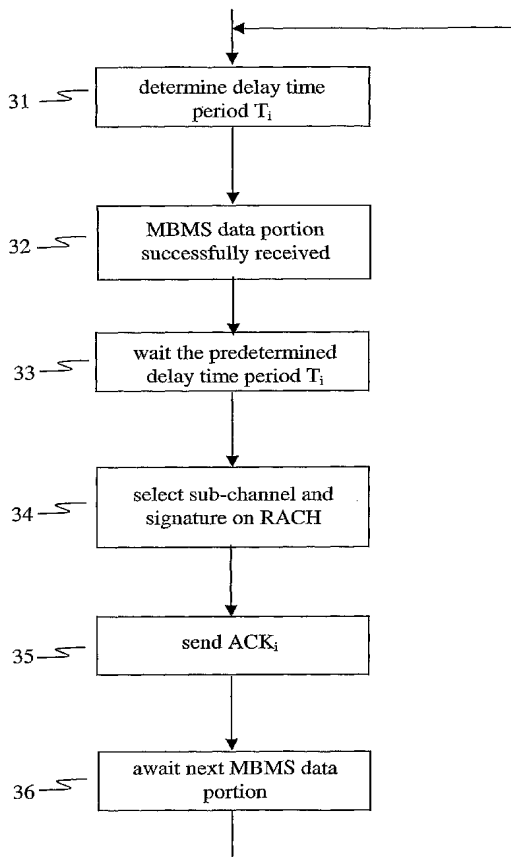 31
determine delay time
period Ti
32
MBMS data portion
successfully received
33
wait the predetermined
delay time period Ti
34
select sub-channel and
signature on RACH
35
send ACKi
36
await next MBMS data
portion